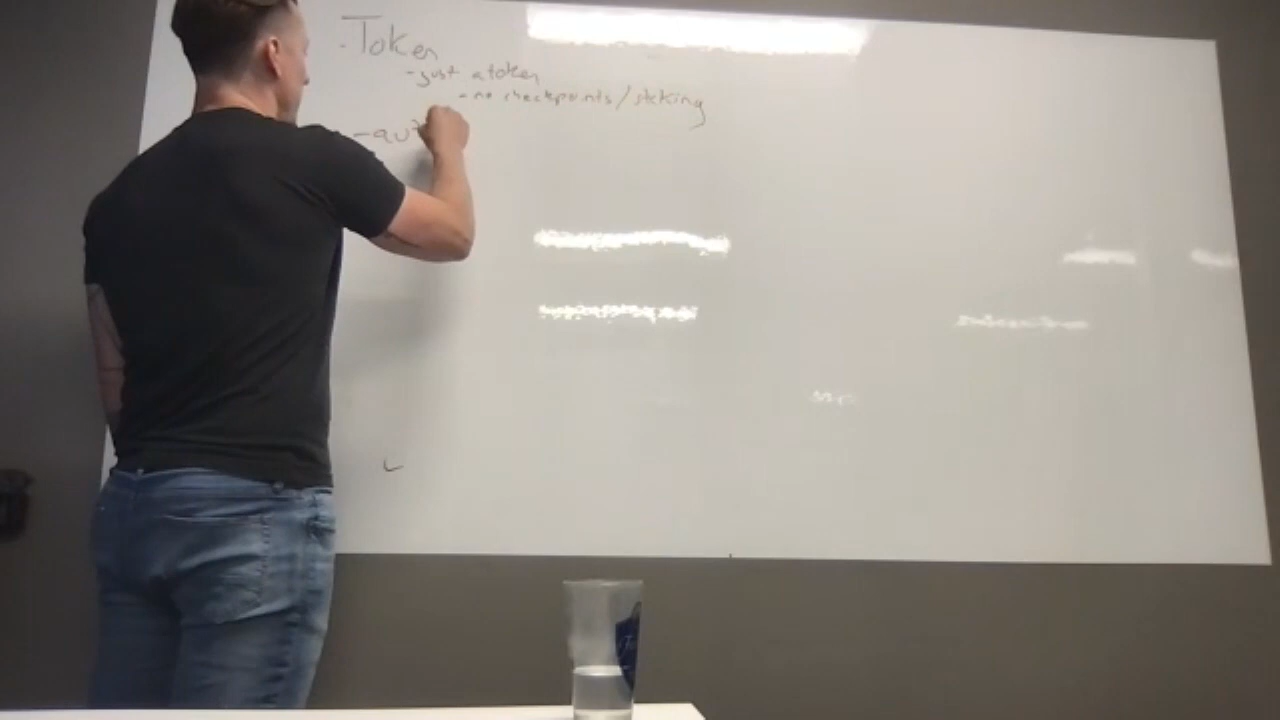 .Token
- just a token
- no checkpoints/staking